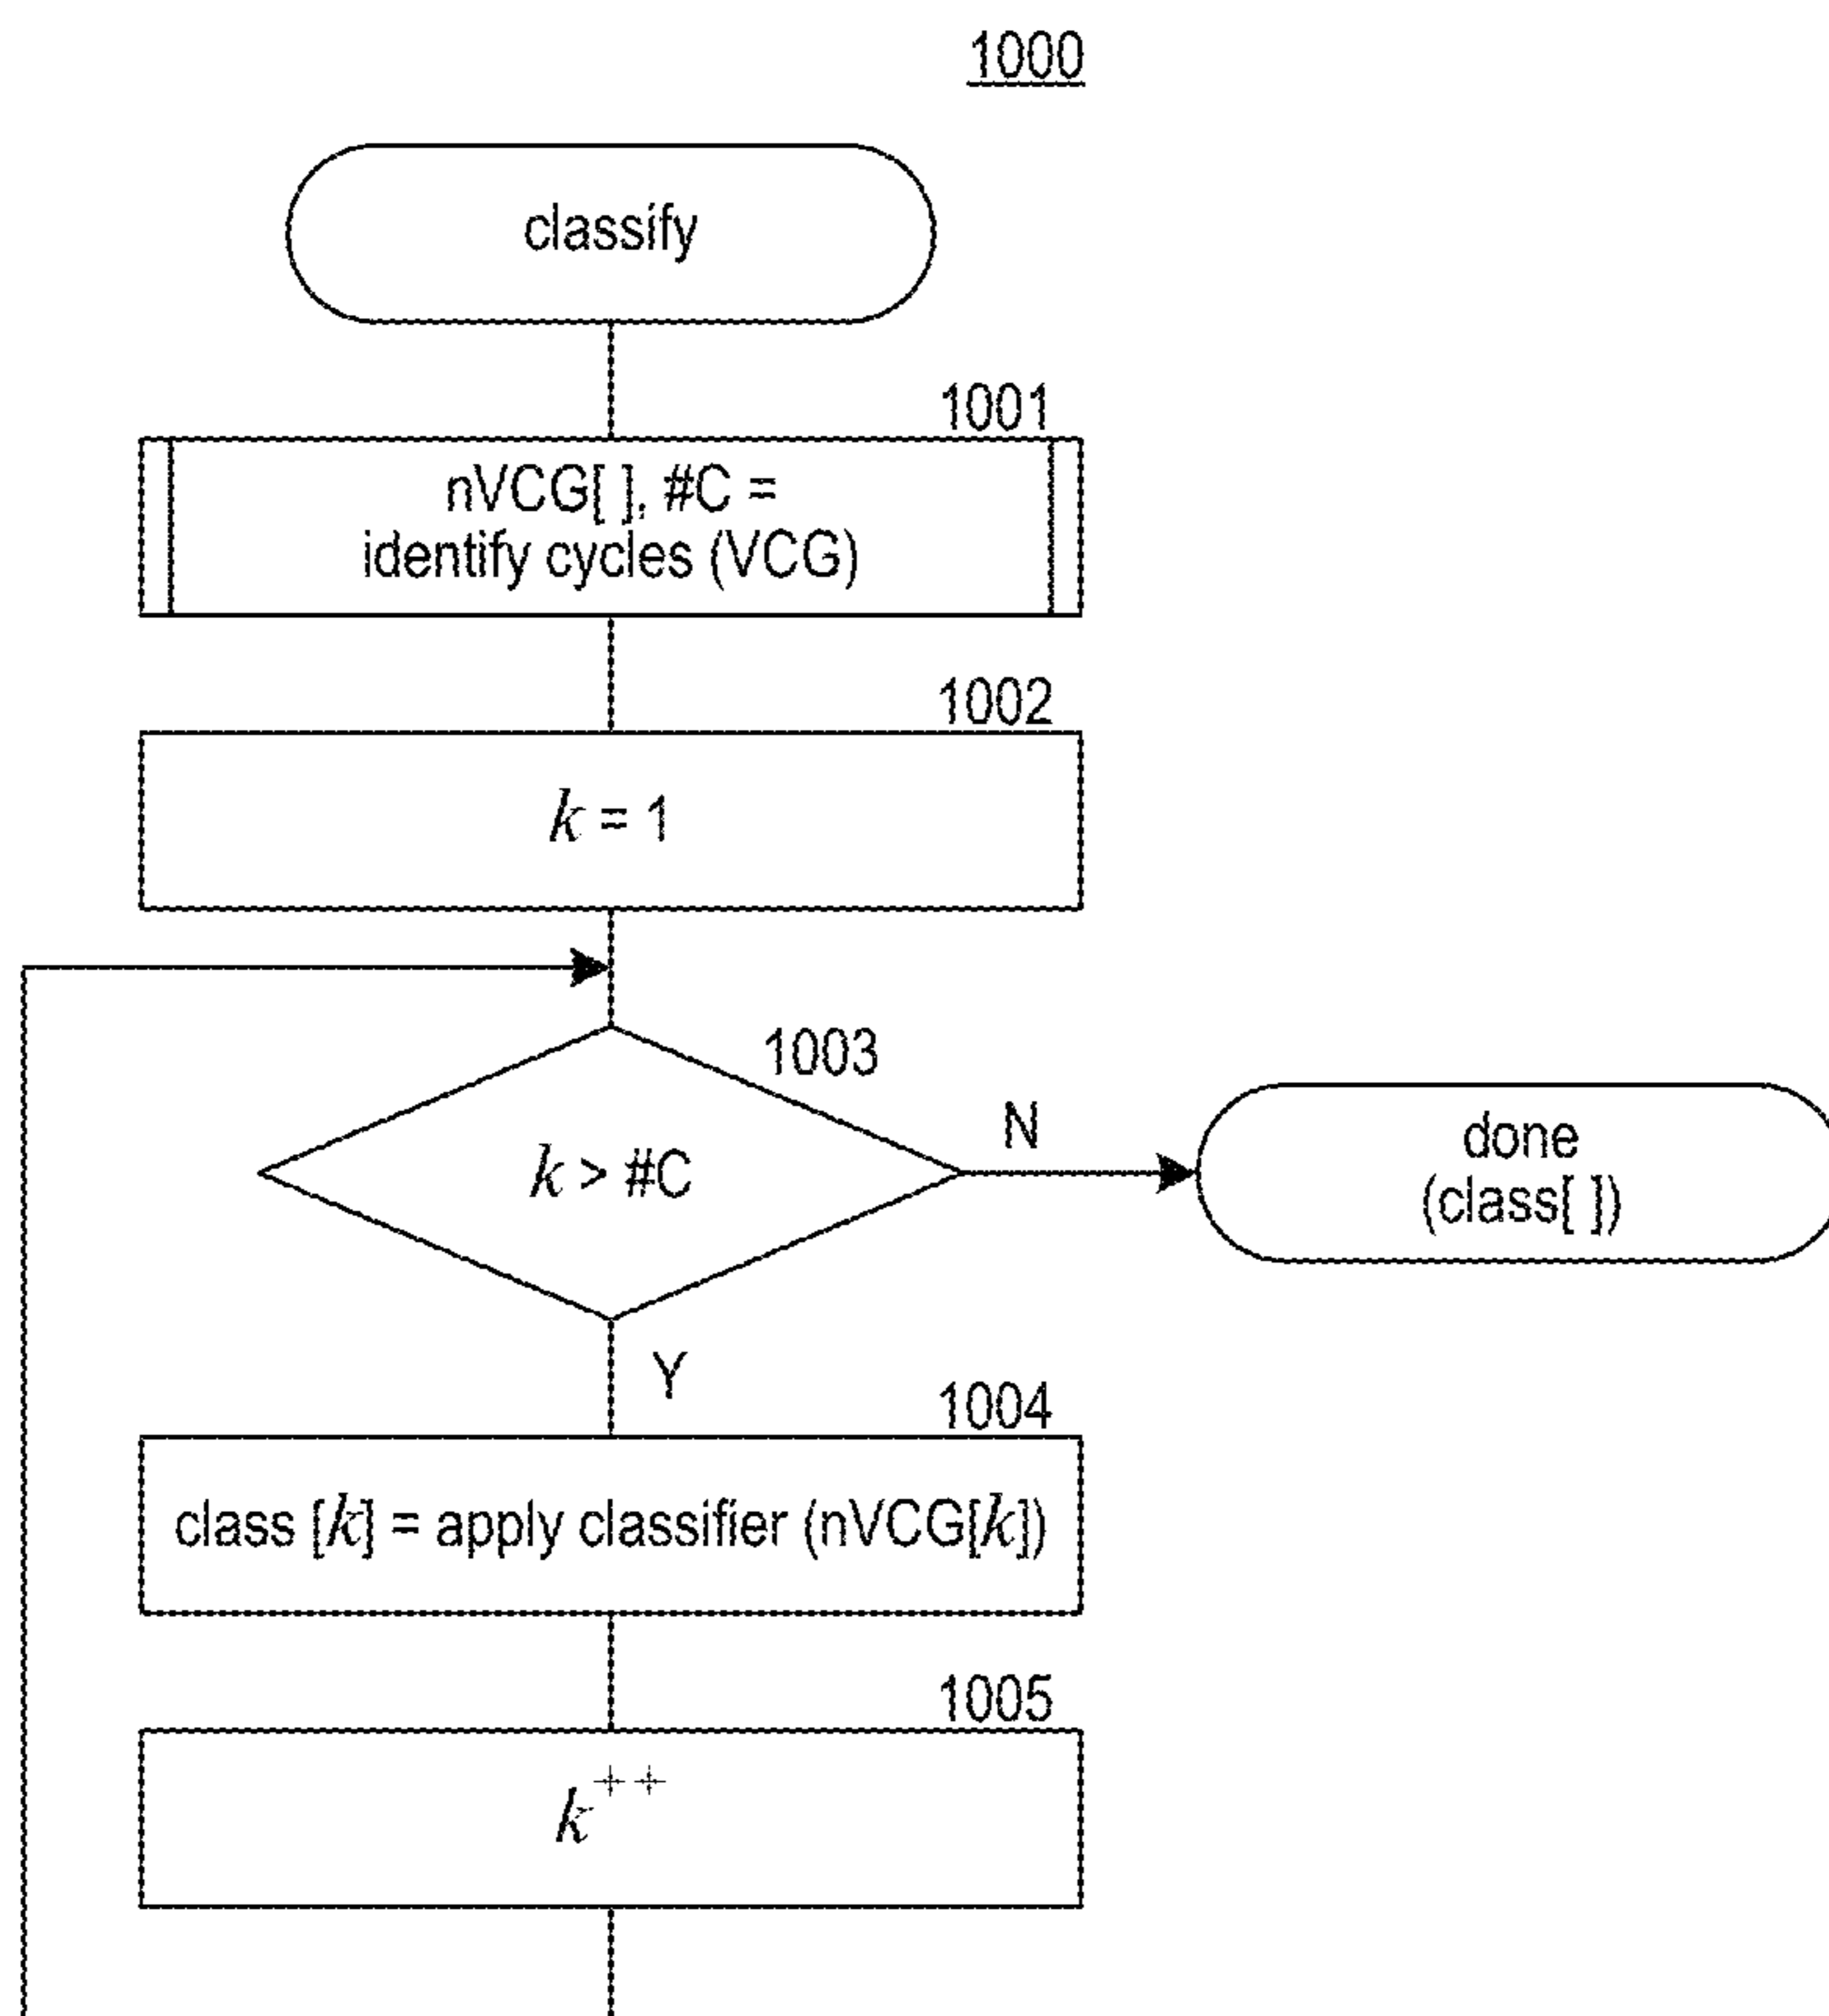 1000
classify
1001
nVCG[ ], #C =
identify cycles (VCG)
1002
k = 1
1003
k > #C
N
done
(class[ ])
Y
1004
class [k] = apply classifier (nVCG[k])
1005
k++